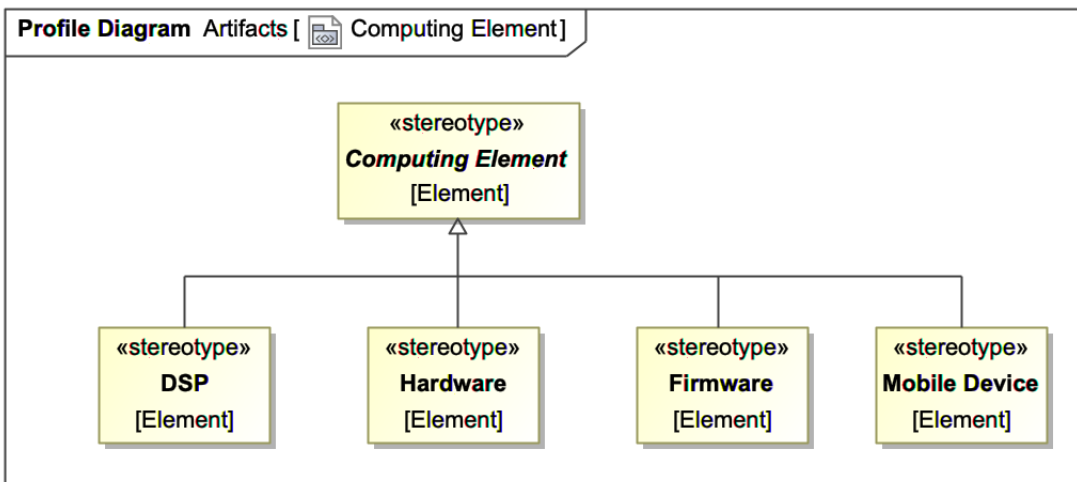 Profile Diagram Artifacts [ Computing Element]
«stereotype»
Computing Element
[Element]
«stereotype»
DSP
[Element]
«stereotype»
Hardware
[Element]
«stereotype»
Firmware
[Element]
«stereotype»
Mobile Device
[Element]